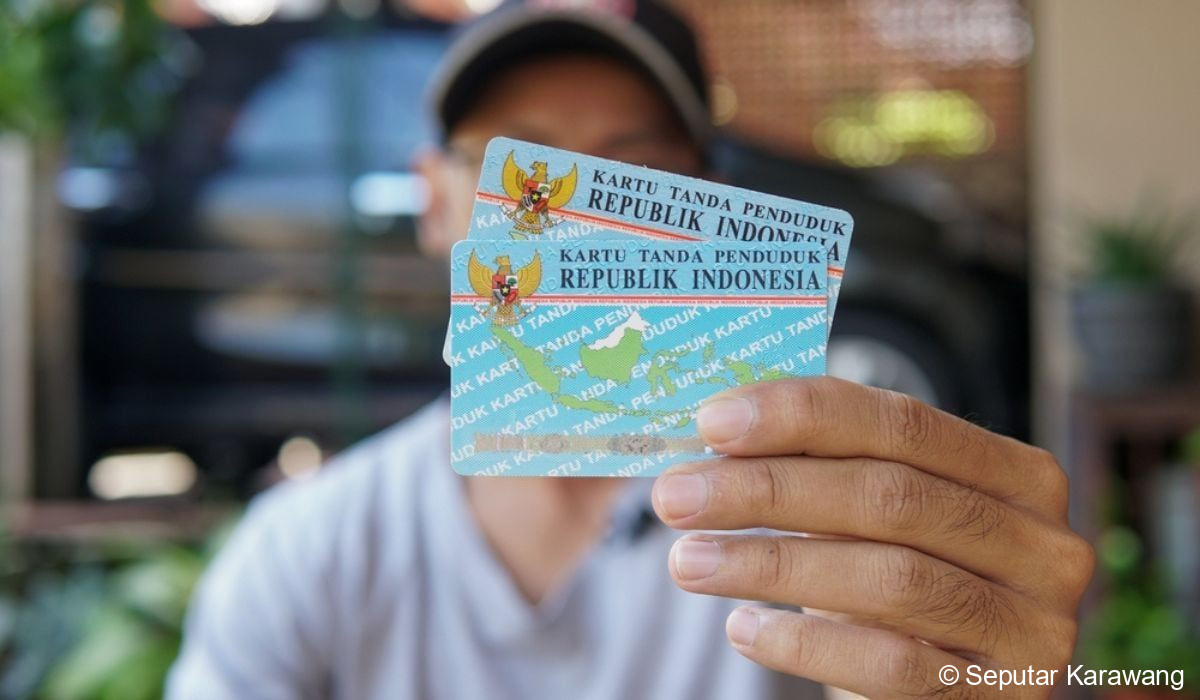 KARTU TANDA PENDUDUK
REPUBLIK INDONESIA
KARTU TANDA PENDUDUK
REPUBLIK INDONESIA
© Seputar Karawang